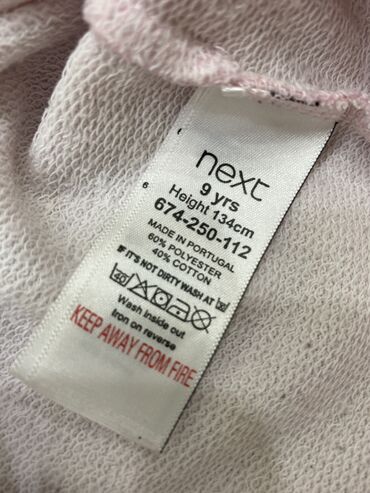 next
9 yrs
Height 134cm
674-250-112
MADE IN PORTUGAL
60% POLYESTER
40% COTTON
IF IT'S NOT DIRTY WASH AT
Wash inside out
Iron on reverse
KEEP AWAY FROM FIRE